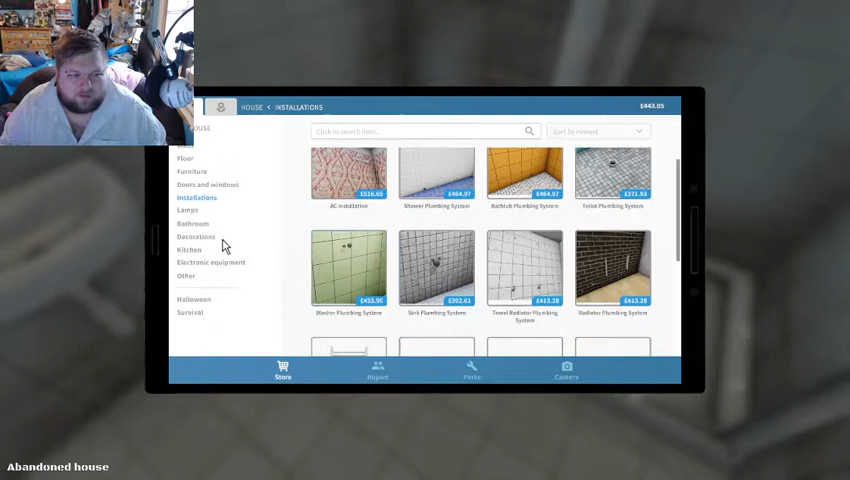 HOUSE < INSTALLATIONS
£443.05
Click to search item...
Sort by newest
Floor
Furniture
Doors and windows
Installations
Lamps
Bathroom
Decorations
Kitchen
Electronic equipment
Other
Halloween
Survival
£516.65
£464.97
£464.97
£371.93
AC Installation
Shower Plumbing System
Bathtub Plumbing System
Toilet Plumbing System
£433.95
£392.61
£413.28
£413.28
Washer Plumbing System
Sink Plumbing System
Towel Radiator Plumbing
System
Radiator Plumbing System
Store
Buyers
Perks
Camera
Abandoned house